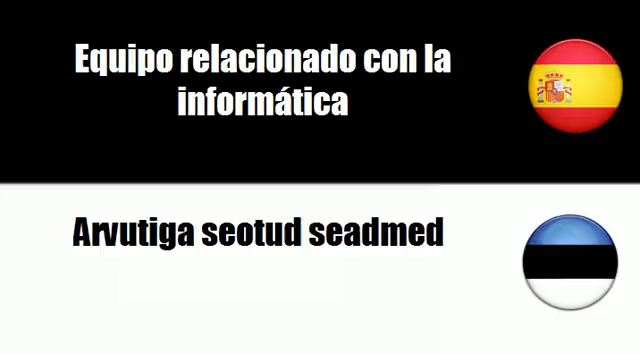 Equipo relacionado con la
informática
Arvutiga seotud seadmed